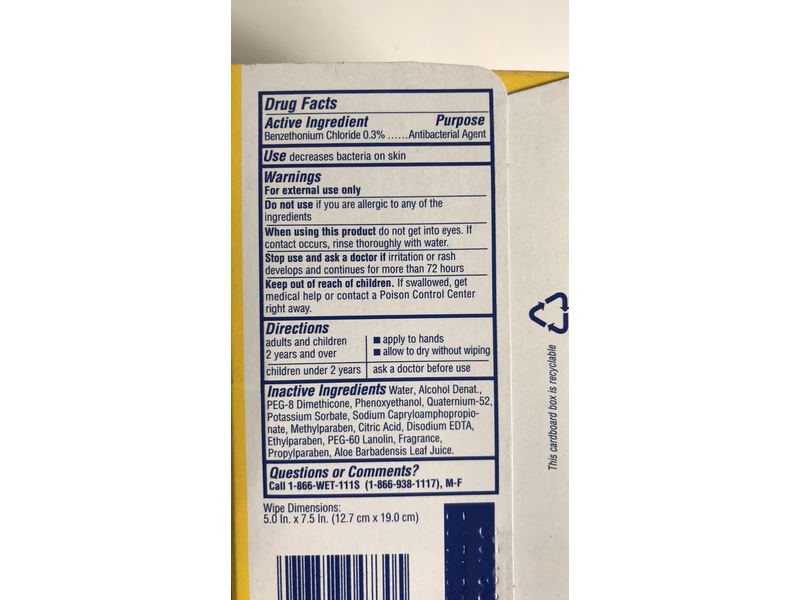 Drug Facts
Active Ingredient Purpose
Benzethonium Chloride 0.3% ......Antibacterial Agent
Use decreases bacteria on skin
Warnings
For external use only
Do not use if you are allergic to any of the
ingredients
When using this product do not get into eyes. If
contact occurs, rinse thoroughly with water.
Stop use and ask a doctor if irritation or rash
develops and continues for more than 72 hours
Keep out of reach of children. If swallowed, get
medical help or contact a Poison Control Center
right away.
Directions
adults and children ■ apply to hands
2 years and over ■ allow to dry without wiping
children under 2 years ask a doctor before use
Inactive Ingredients Water, Alcohol Denat.,
PEG-8 Dimethicone, Phenoxyethanol, Quaternium-52,
Potassium Sorbate, Sodium Capryloamphopropio-
nate, Methylparaben, Citric Acid, Disodium EDTA,
Ethylparaben, PEG-60 Lanolin, Fragrance,
Propylparaben, Aloe Barbadensis Leaf Juice.
Questions or Comments?
Call 1-866-WET-111S (1-866-938-1117), M-F
Wipe Dimensions:
5.0 In. x 7.5 In. (12.7 cm x 19.0 cm)
This cardboard box is recyclable